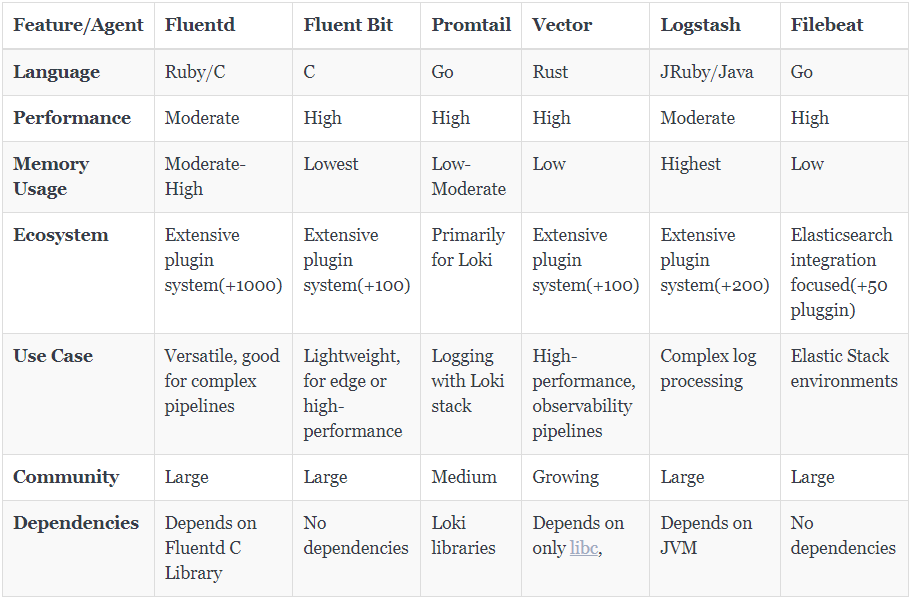 Feature/Agent Fluentd Fluent Bit Promtail Vector Logstash Filebeat
Language Ruby/C C Go Rust JRuby/Java Go
Performance Moderate High High High Moderate High
Memory Moderate- Lowest Low- Low Highest Low
Usage High Moderate
Ecosystem Extensive Extensive Primarily Extensive Extensive Elasticsearch
plugin plugin for Loki plugin plugin integration
system(+1000) system(+100) system(+100) system(+200) focused(+50
pluggin)
Use Case Versatile, good Lightweight, Logging High- Complex log Elastic Stack
for complex for edge or with Loki performance, processing environments
pipelines high- stack observability
performance pipelines
Community Large Large Medium Growing Large Large
Dependencies Depends on No Loki Depends on Depends on No
Fluentd C dependencies libraries only libc, JVM dependencies
Library